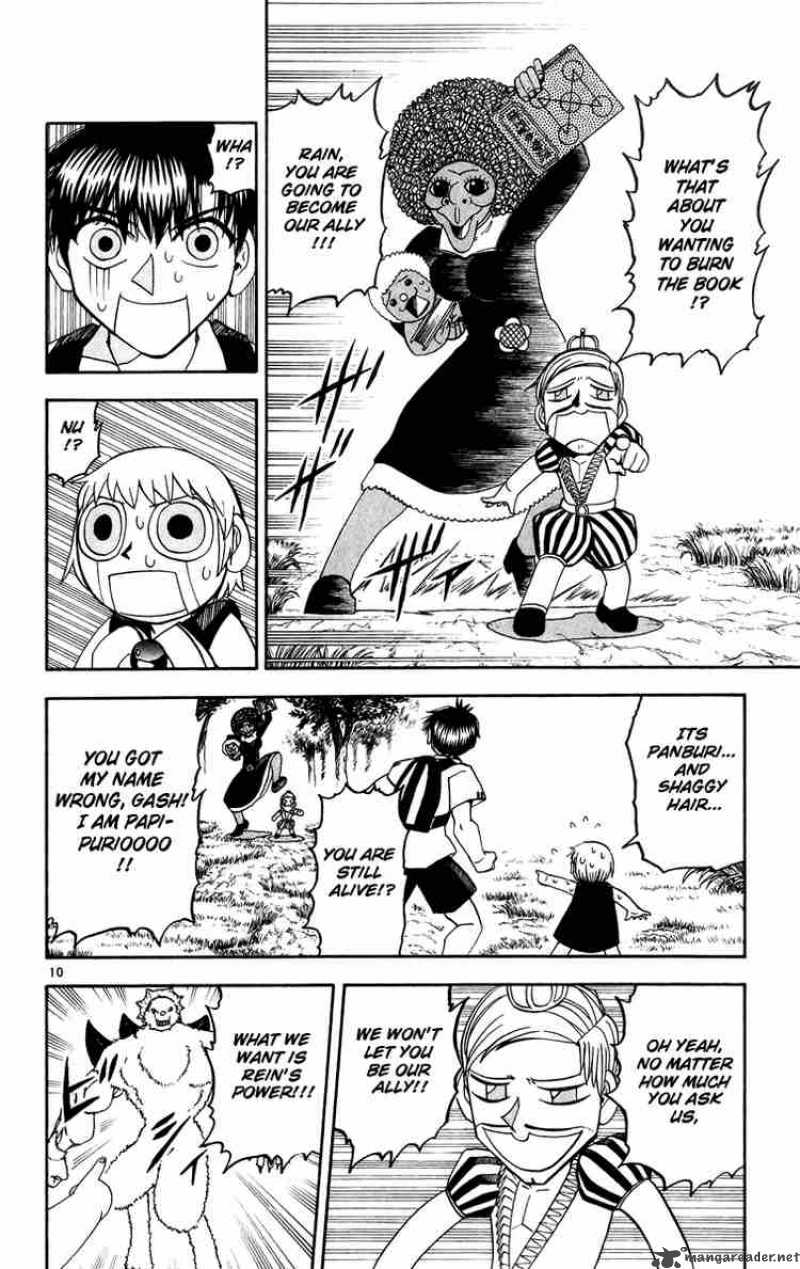 WHAT'S
THAT
ABOUT
YOU
WANTING
TO BURN
THE BOOK
!?
RAIN,
YOU ARE
GOING TO
BECOME
OUR ALLY
!!!
WHA
!?
NU
!?
ITS
PANBURI...
AND
SHAGGY
HAIR...
YOU ARE
STILL
ALIVE!?
YOU GOT
MY NAME
WRONG, GASH!
I AM PAPI-
PURIOOOO
!!
10
OH YEAH,
NO MATTER
HOW MUCH
YOU ASK
US,
WE WON'T
LET YOU
BE OUR
ALLY!!
WHAT WE
WANT IS
REIN'S
POWER!!!
mangareader.net